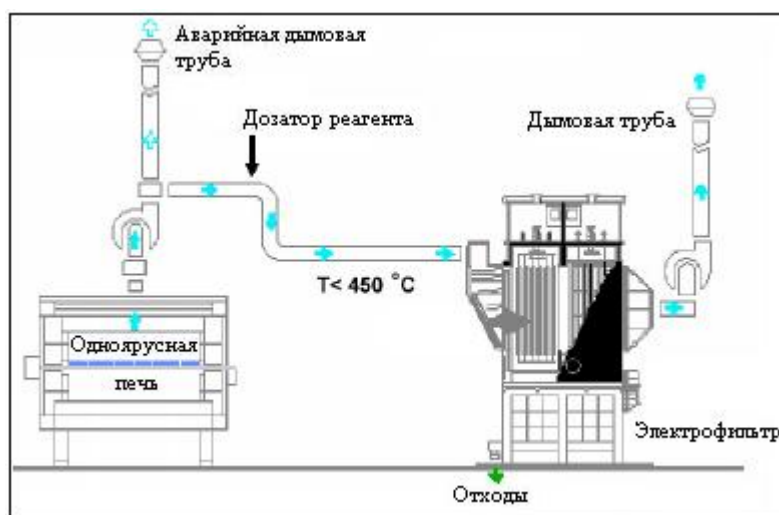 Аварийная дымовая
труба
Дозатор реагента
Дымовая труба
T< 450 °C
Одноярусная
печь
Электрофильтр
Отходы